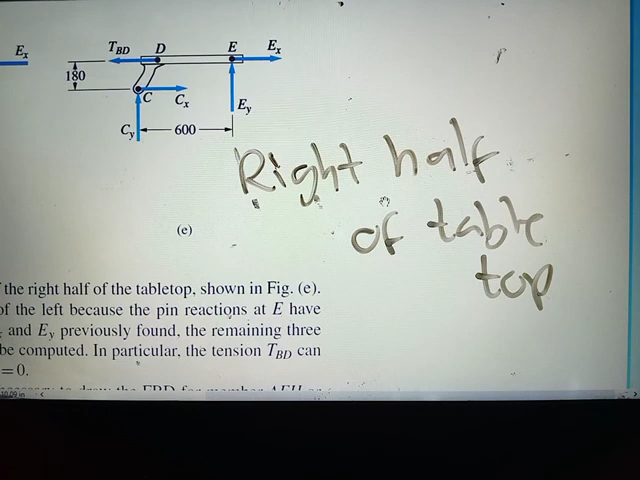 Ex
TBD D E Ex
180
C Cx Ey
Cy 600
Right half
of table
top
(e)
the right half of the tabletop, shown in Fig. (e).
of the left because the pin reactions at E have
and Ey previously found, the remaining three
be computed. In particular, the tension TBD can
= 0.